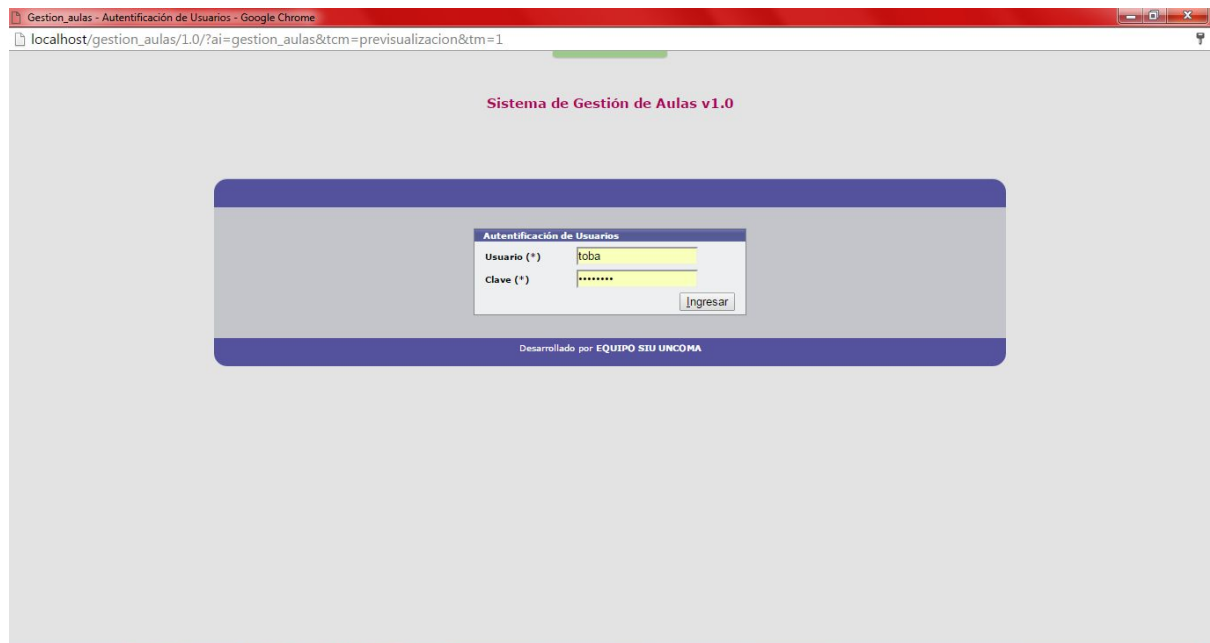 Gestion_aulas - Autentificación de Usuarios - Google Chrome
localhost/gestion_aulas/1.0/?ai=gestion_aulas&tcm=previsualizacion&tm=1
Sistema de Gestión de Aulas v1.0
Autentificación de Usuarios
Usuario (*) toba
Clave (*) ••••••••
Ingresar
Desarrollado por EQUIPO SIU UNCOMA